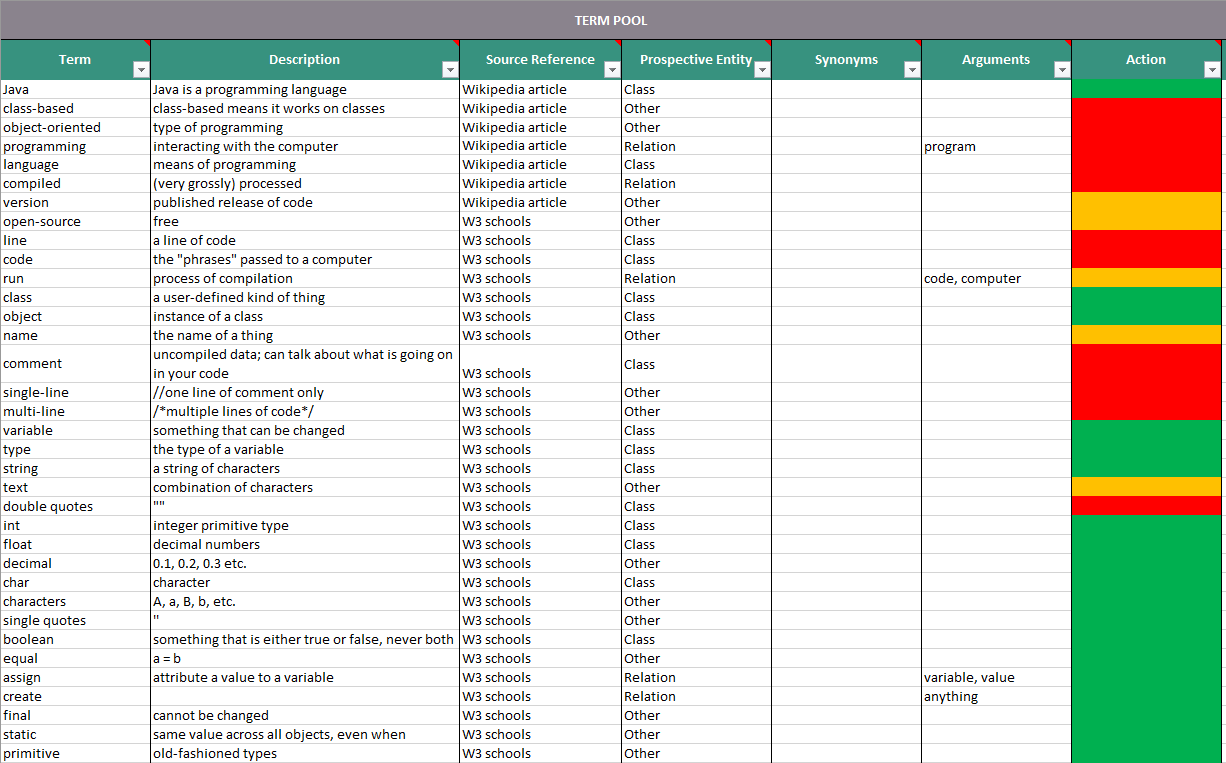 TERM POOL
Term Description Source Reference Prospective Entity Synonyms Arguments Action
Java Java is a programming language Wikipedia article Class
class-based class-based means it works on classes Wikipedia article Other
object-oriented type of programming Wikipedia article Other
programming interacting with the computer Wikipedia article Relation program
language means of programming Wikipedia article Class
compiled (very grossly) processed Wikipedia article Relation
version published release of code Wikipedia article Other
open-source free W3 schools Other
line a line of code W3 schools Class
code the "phrases" passed to a computer W3 schools Class
run process of compilation W3 schools Relation code, computer
class a user-defined kind of thing W3 schools Class
object instance of a class W3 schools Class
name the name of a thing W3 schools Other
comment uncompiled data; can talk about what is going on
in your code W3 schools Class
single-line //one line of comment only W3 schools Other
multi-line /*multiple lines of code*/ W3 schools Other
variable something that can be changed W3 schools Class
type the type of a variable W3 schools Class
string a string of characters W3 schools Class
text combination of characters W3 schools Other
double quotes "" W3 schools Class
int integer primitive type W3 schools Class
float decimal numbers W3 schools Class
decimal 0.1, 0.2, 0.3 etc. W3 schools Other
char character W3 schools Class
characters A, a, B, b, etc. W3 schools Other
single quotes '' W3 schools Other
boolean something that is either true or false, never both W3 schools Class
equal a = b W3 schools Other
assign attribute a value to a variable W3 schools Relation variable, value
create W3 schools Relation anything
final cannot be changed W3 schools Other
static same value across all objects, even when W3 schools Other
primitive old-fashioned types W3 schools Other